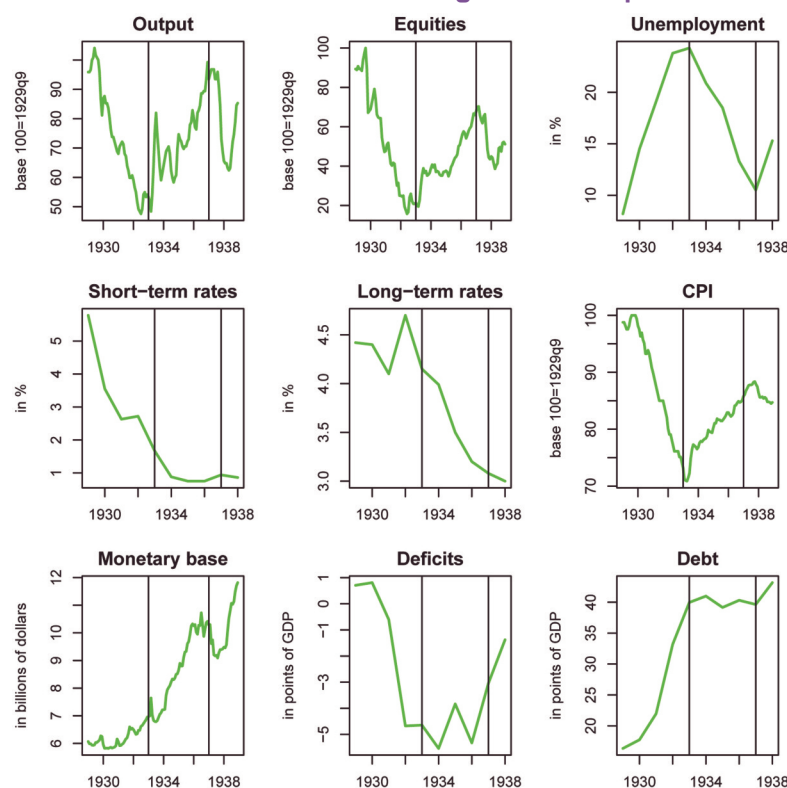 Output
base 100=1929q9
50 60 70 80 90
1930 1934 1938
Equities
base 100=1929q9
20 40 60 80 100
1930 1934 1938
Unemployment
in %
10 15 20
1930 1934 1938
Short−term rates
in %
1 2 3 4 5
1930 1934 1938
Long−term rates
in %
3.0 3.5 4.0 4.5
1930 1934 1938
CPI
base 100=1929q9
70 80 90 100
1930 1934 1938
Monetary base
in billions of dollars
6 7 8 9 10 12
1930 1934 1938
Deficits
in points of GDP
−5 −3 −1 0 1
1930 1934 1938
Debt
in points of GDP
20 25 30 35 40
1930 1934 1938